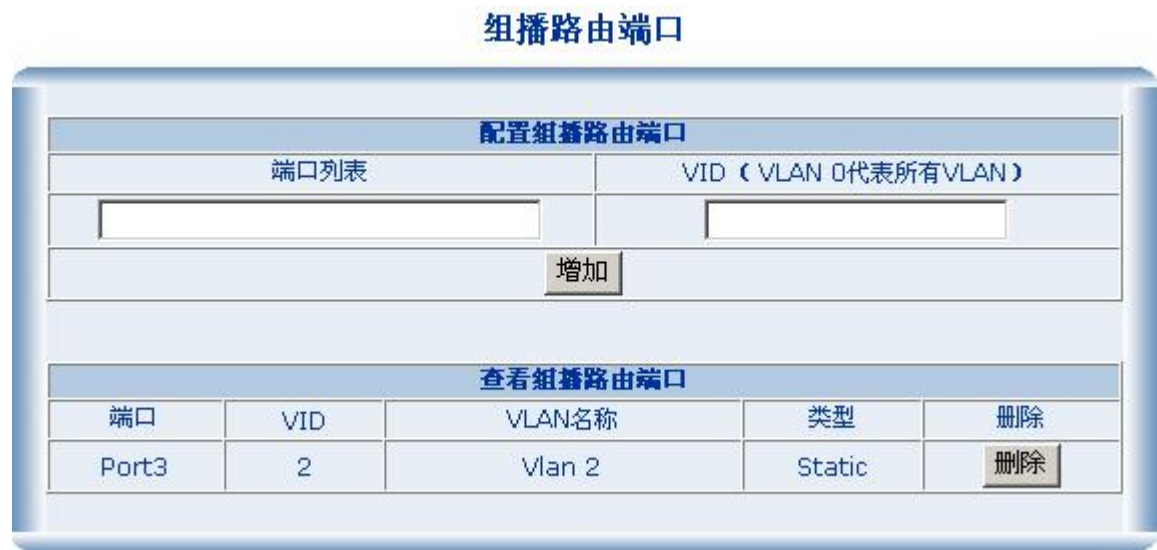 组播路由端口
配置组播路由端口
端口列表 VID（VLAN 0代表所有VLAN）
增加
查看组播路由端口
端口 VID VLAN名称 类型 删除
Port3 2 Vlan 2 Static 删除